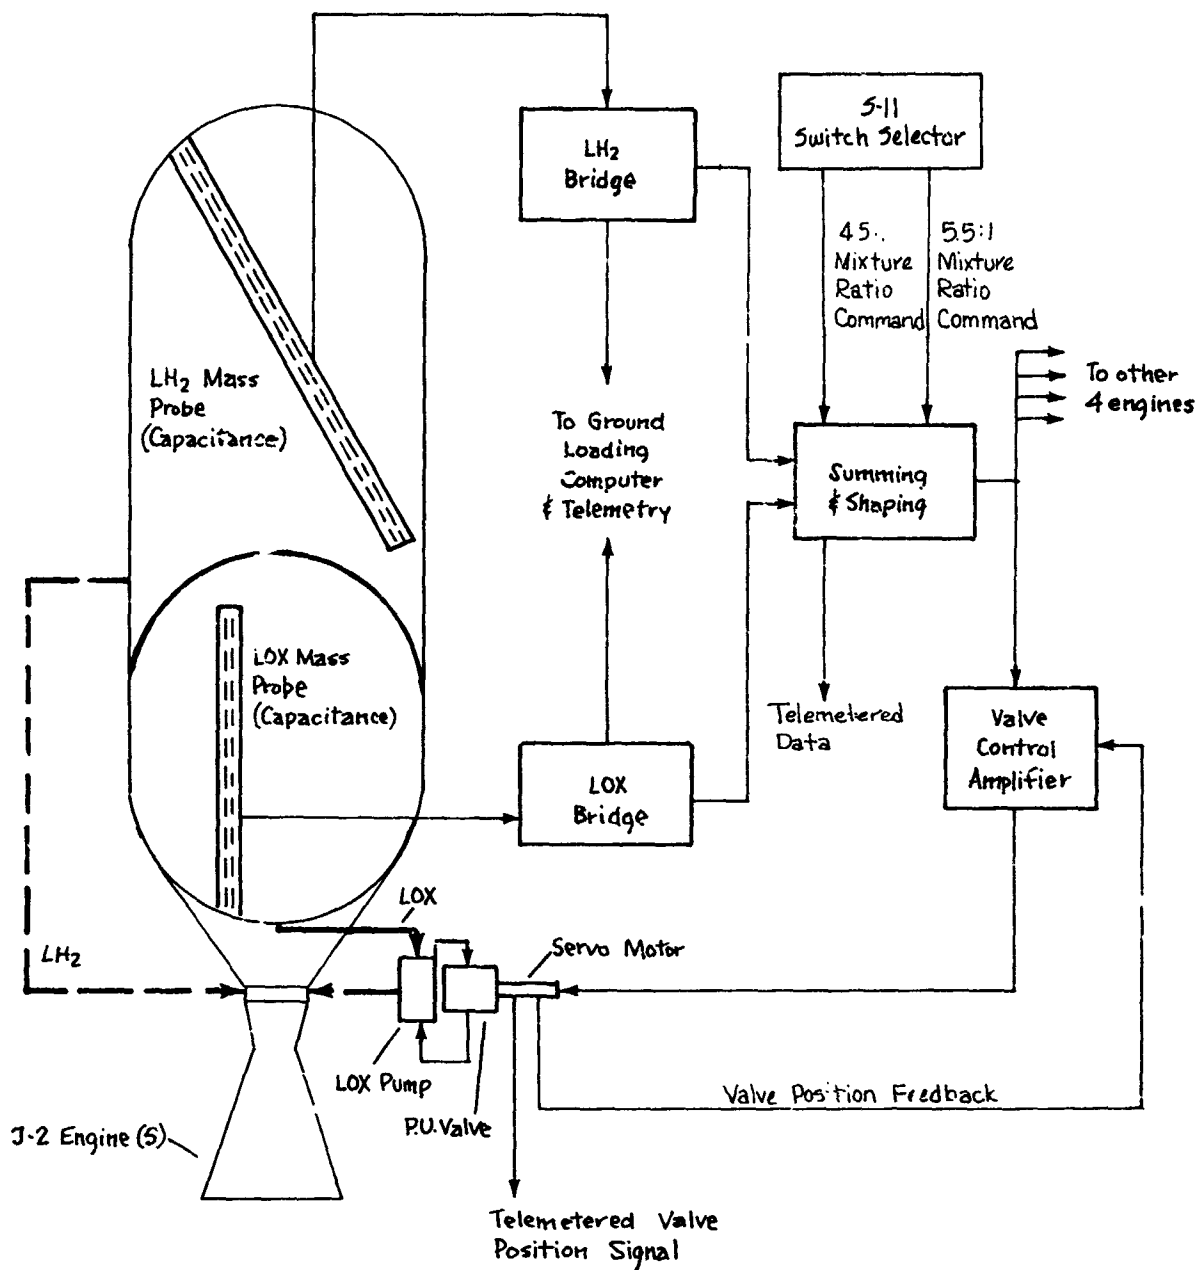 S-11
Switch Selector
LH₂
Bridge
4.5:.
Mixture
Ratio
Command
5.5:1
Mixture
Ratio
Command
LH₂ Mass
Probe
(Capacitance)
To other
4 engines
To Ground
Loading
Computer
& Telemetry
Summing
& Shaping
LOX Mass
Probe
(Capacitance)
Telemetered
Data
Valve
Control
Amplifier
LOX
Bridge
LOX
LH₂
Servo Motor
LOX Pump
P.U. Valve
Valve Position Feedback
J-2 Engine (5)
Telemetered Valve
Position Signal